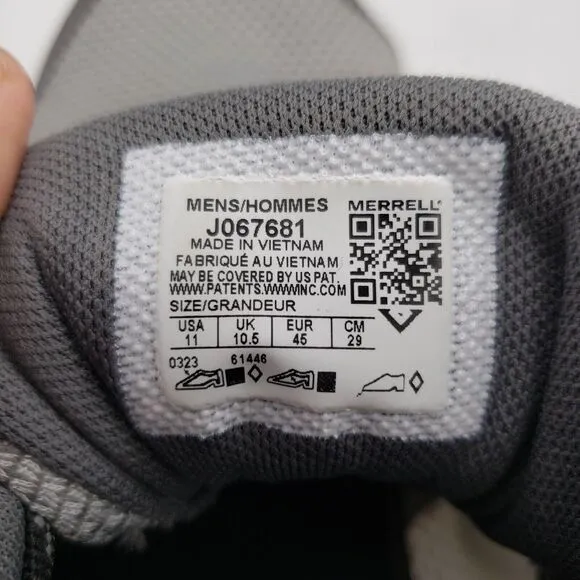 MENS/HOMMES
MERRELL
J067681
MADE IN VIETNAM
FABRIQUÉ AU VIETNAM
MAY BE COVERED BY US PAT.
WWW.PATENTS.WWWINC.COM
SIZE/GRANDEUR
USA UK EUR CM
11 10.5 45 29
0323 61446